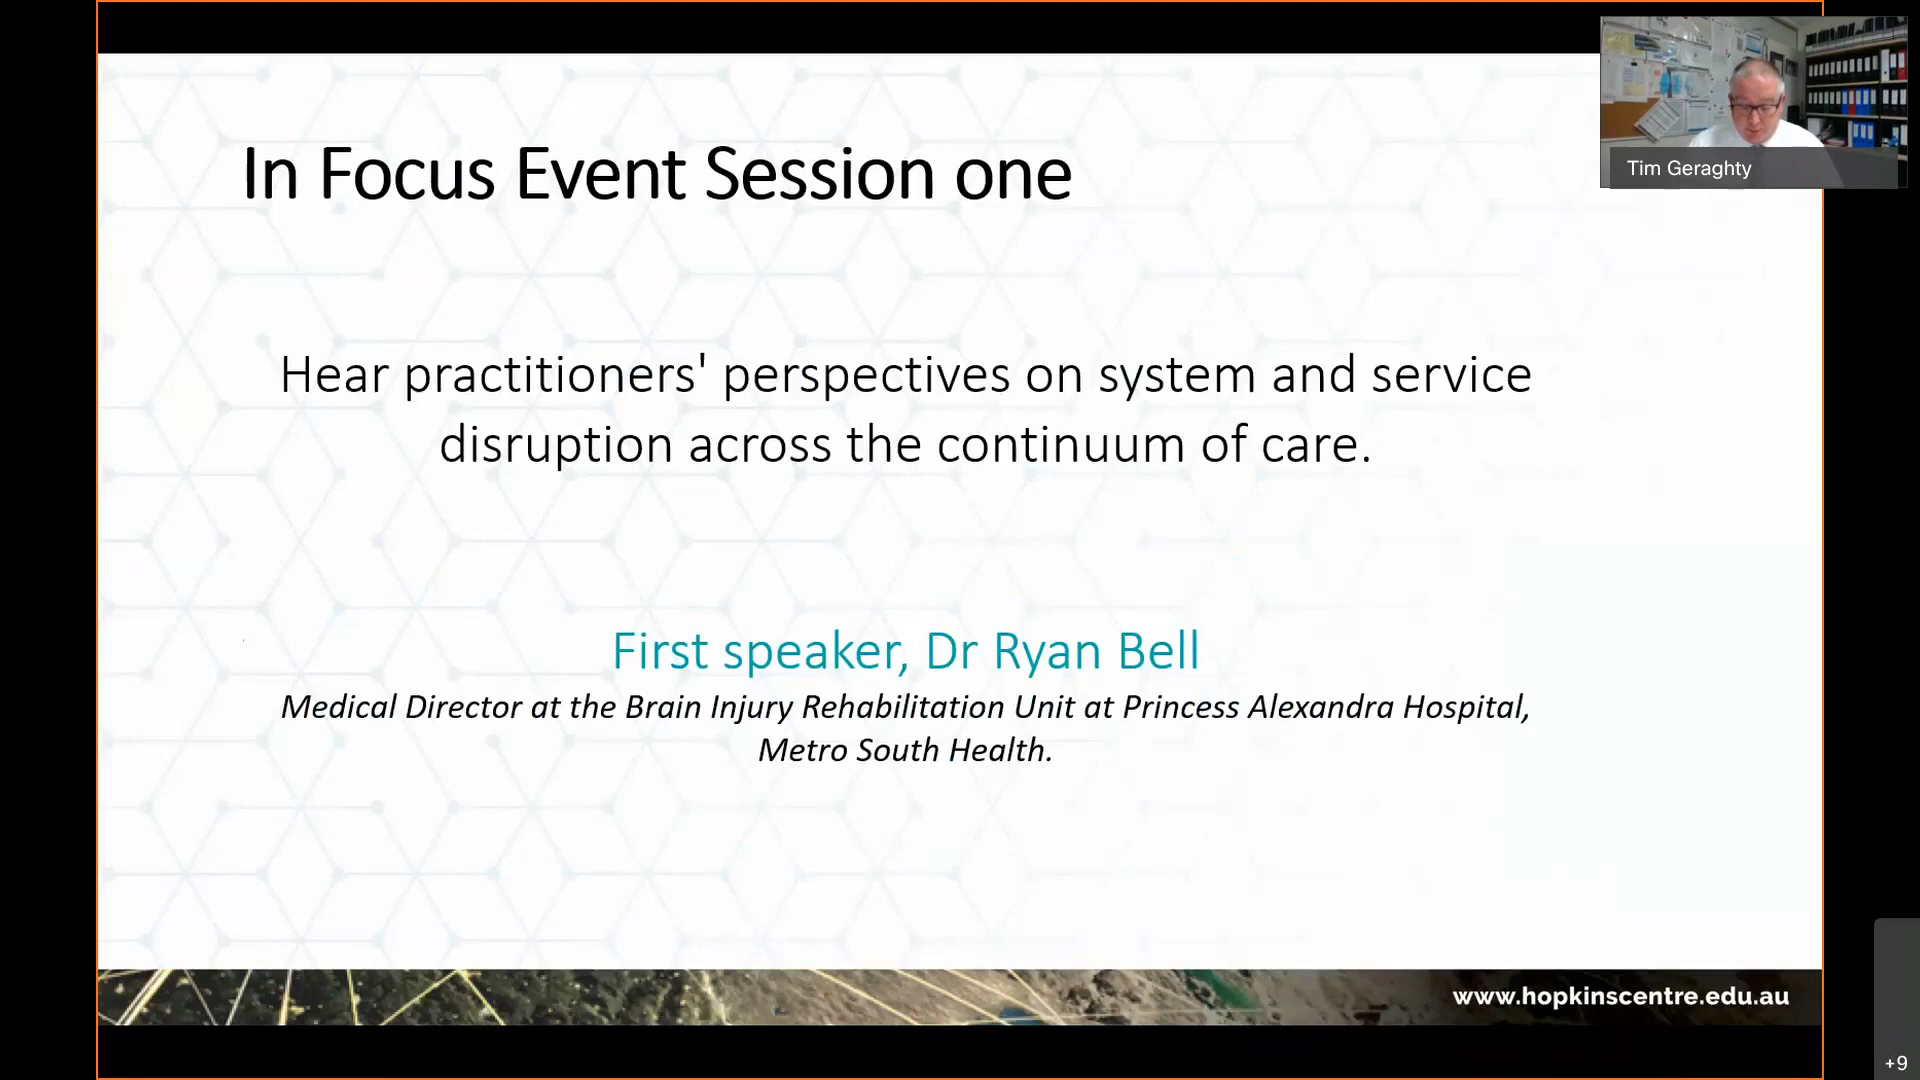 In Focus Event Session one
Tim Geraghty
Hear practitioners' perspectives on system and service
disruption across the continuum of care.
First speaker, Dr Ryan Bell
Medical Director at the Brain Injury Rehabilitation Unit at Princess Alexandra Hospital,
Metro South Health.
www.hopkinscentre.edu.au
+9